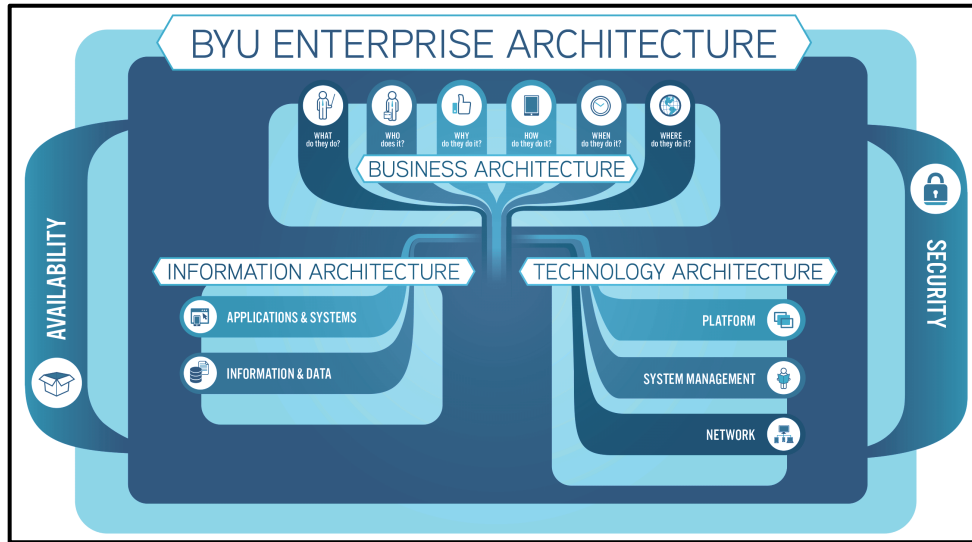 BYU ENTERPRISE ARCHITECTURE
WHAT
do they do?
WHO
does it?
WHY
do they do it?
HOW
do they do it?
WHEN
do they do it?
WHERE
do they do it?
BUSINESS ARCHITECTURE
AVAILABILITY
SECURITY
INFORMATION ARCHITECTURE
APPLICATIONS & SYSTEMS
INFORMATION & DATA
TECHNOLOGY ARCHITECTURE
PLATFORM
SYSTEM MANAGEMENT
NETWORK